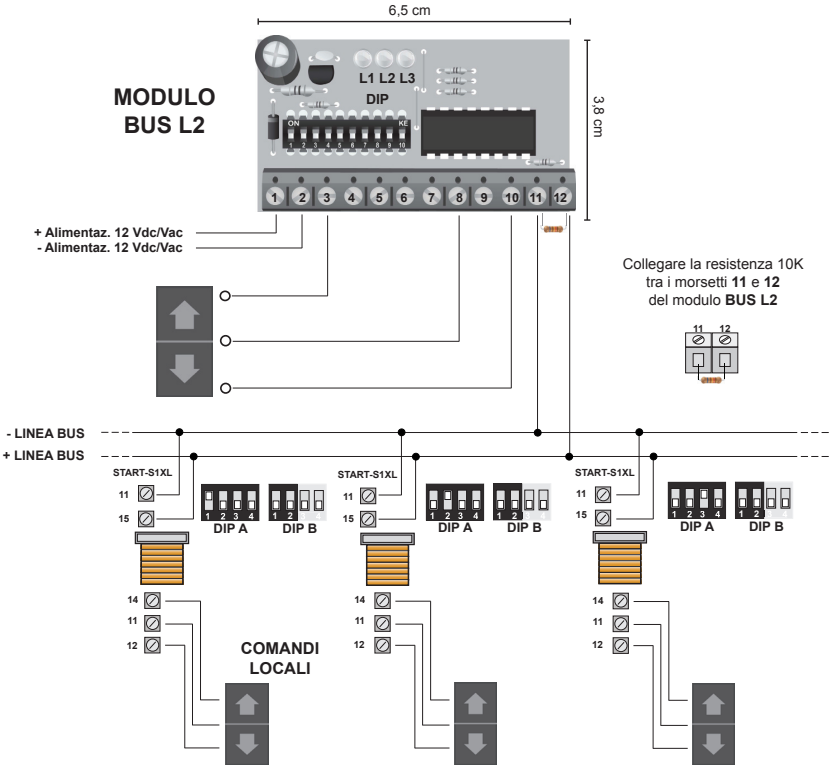 6,5 cm
MODULO
BUS L2
3,8 cm
L1 L2 L3
DIP
ON KE
1 2 3 4 5 6 7 8 9 10
1 2 3 4 5 6 7 8 9 10 11 12
+ Alimentaz. 12 Vdc/Vac
- Alimentaz. 12 Vdc/Vac
Collegare la resistenza 10K
tra i morsetti 11 e 12
del modulo BUS L2
11 12
- LINEA BUS
+ LINEA BUS
START-S1XL
11
15
1 2 3 4
DIP A
1 2
DIP B
14
11
12
COMANDI
LOCALI
START-S1XL
11
15
1 2 3 4
DIP A
1 2
DIP B
14
11
12
START-S1XL
11
15
1 2 3 4
DIP A
1 2
DIP B
14
11
12